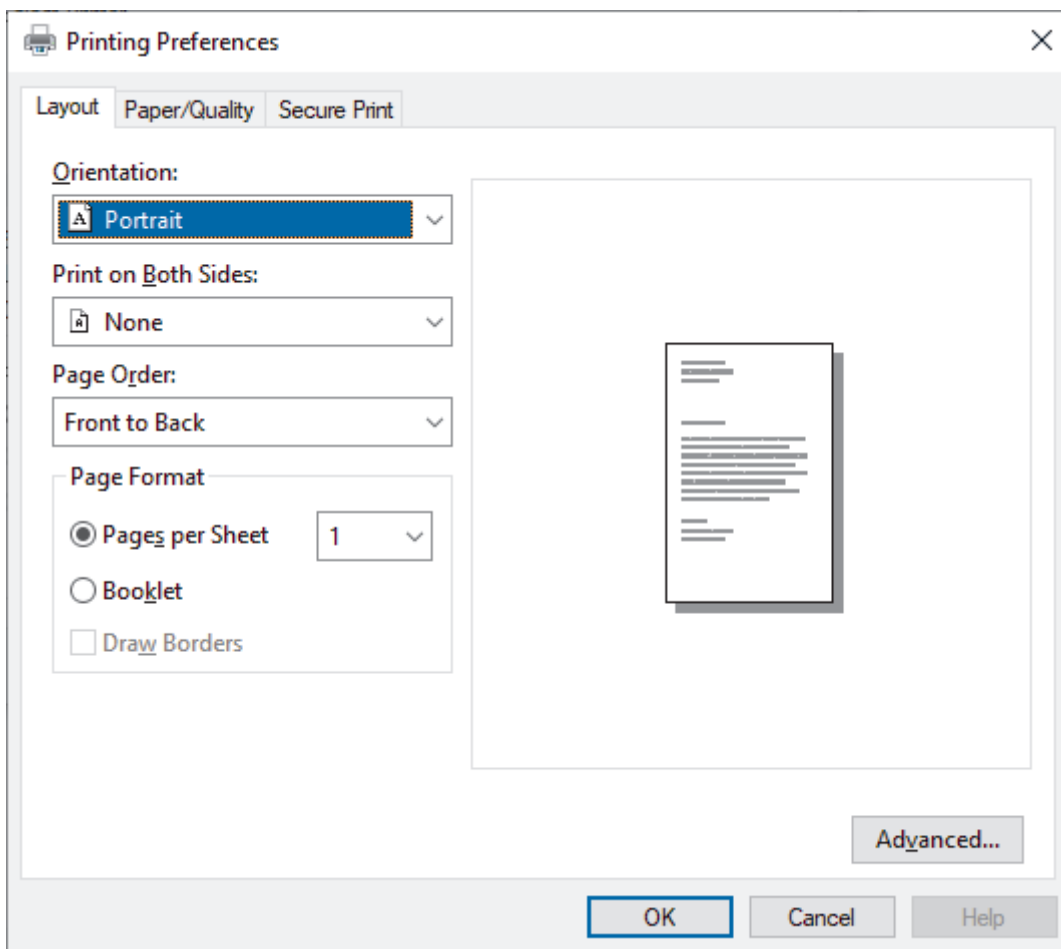 Printing Preferences
Layout Paper/Quality Secure Print
Orientation:
Portrait
Print on Both Sides:
None
Page Order:
Front to Back
Page Format
Pages per Sheet 1
Booklet
Draw Borders
Advanced...
OK Cancel Help